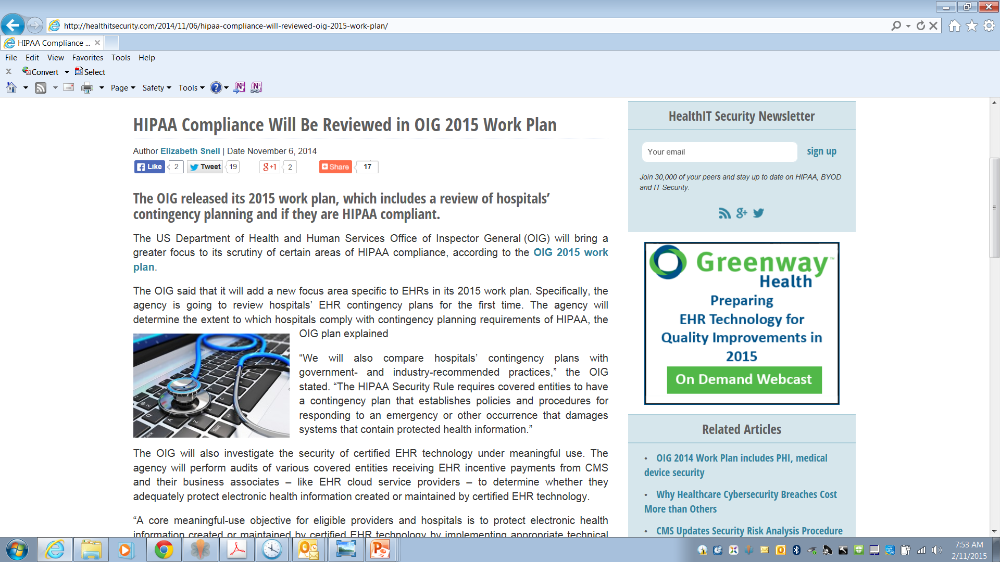 http://healthitsecurity.com/2014/11/06/hipaa-compliance-will-reviewed-oig-2015-work-plan/
HIPAA Compliance ...
File Edit View Favorites Tools Help
x Convert Select
Page Safety Tools
HIPAA Compliance Will Be Reviewed in OIG 2015 Work Plan
Author Elizabeth Snell | Date November 6, 2014
Like 2 Tweet 19 g+1 2 Share 17
The OIG released its 2015 work plan, which includes a review of hospitals’
contingency planning and if they are HIPAA compliant.
The US Department of Health and Human Services Office of Inspector General (OIG) will bring a
greater focus to its scrutiny of certain areas of HIPAA compliance, according to the OIG 2015 work
plan.
The OIG said that it will add a new focus area specific to EHRs in its 2015 work plan. Specifically, the
agency is going to review hospitals’ EHR contingency plans for the first time. The agency will
determine the extent to which hospitals comply with contingency planning requirements of HIPAA, the
OIG plan explained
“We will also compare hospitals’ contingency plans with
government- and industry-recommended practices,” the OIG
stated. “The HIPAA Security Rule requires covered entities to have
a contingency plan that establishes policies and procedures for
responding to an emergency or other occurrence that damages
systems that contain protected health information.”
The OIG will also investigate the security of certified EHR technology under meaningful use. The
agency will perform audits of various covered entities receiving EHR incentive payments from CMS
and their business associates – like EHR cloud service providers – to determine whether they
adequately protect electronic health information created or maintained by certified EHR technology.
“A core meaningful-use objective for eligible providers and hospitals is to protect electronic health
information created or maintained by certified EHR technology by implementing appropriate technical
HealthIT Security Newsletter
Your email sign up
Join 30,000 of your peers and stay up to date on HIPAA, BYOD
and IT Security.
Greenway™
Health
Preparing
EHR Technology for
Quality Improvements in
2015
On Demand Webcast
Related Articles
• OIG 2014 Work Plan includes PHI, medical
device security
• Why Healthcare Cybersecurity Breaches Cost
More than Others
• CMS Updates Security Risk Analysis Procedure
7:53 AM
2/11/2015